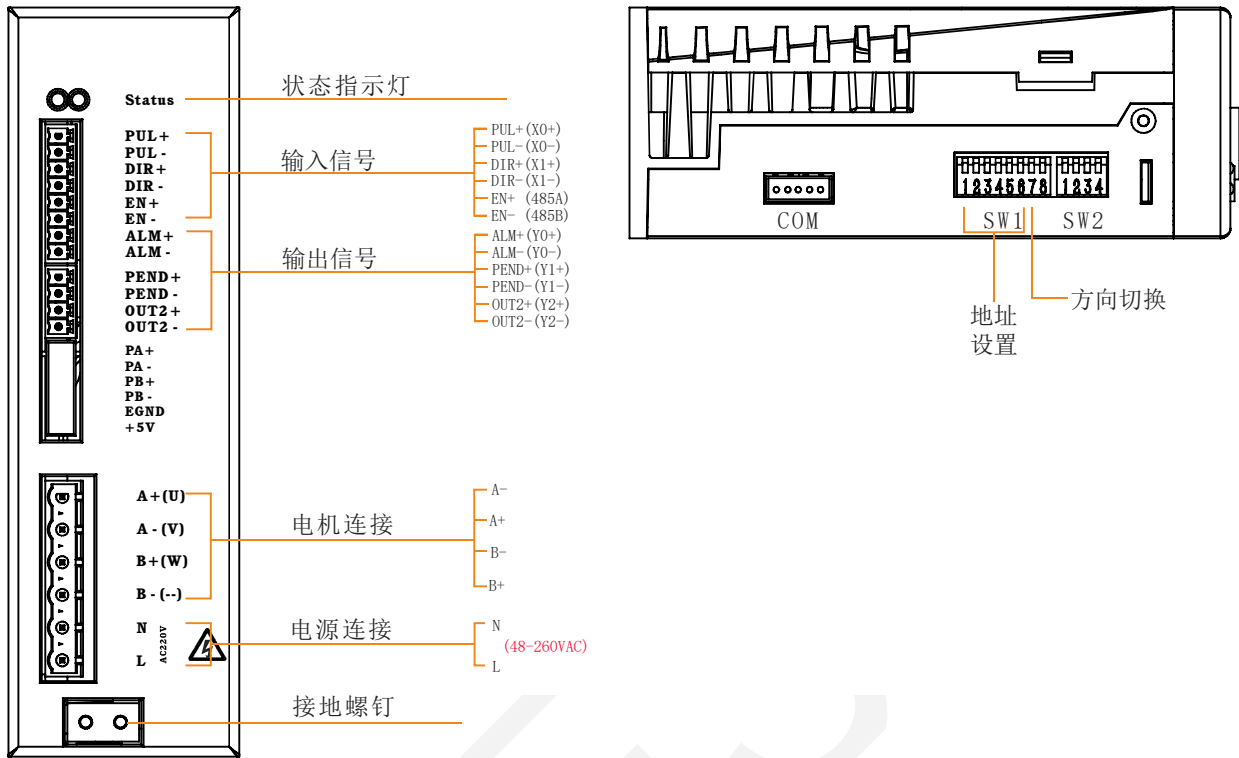 Status
PUL+
PUL-
DIR+
DIR-
EN+
EN-
ALM+
ALM-
PEND+
PEND-
OUT2+
OUT2-
PA+
PA-
PB+
PB-
EGND
+5V
A+(U)
A-(V)
B+(W)
B-(--)
N
L
AC220V
状态指示灯
输入信号
输出信号
电机连接
电源连接
接地螺钉
PUL+(X0+)
PUL-(X0-)
DIR+(X1+)
DIR-(X1-)
EN+ (485A)
EN- (485B)
ALM+(Y0+)
ALM-(Y0-)
PEND+(Y1+)
PEND-(Y1-)
OUT2+(Y2+)
OUT2-(Y2-)
A-
A+
B-
B+
N
(48-260VAC)
L
12345678
1234
COM
SW1
SW2
地址
设置
方向切换